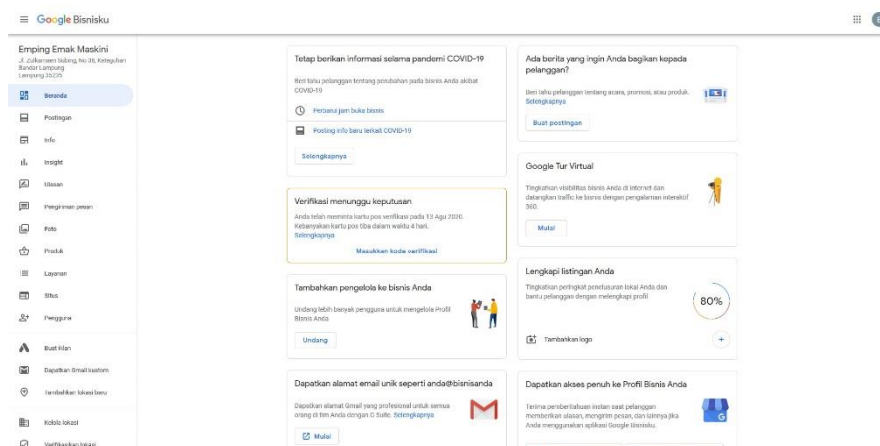 Google Bisnisku
Emping Emak Maskini
Jl. Zulkarnaen Subing, No 38, Keteguhan
Bandar Lampung
Lampung 35235
Beranda
Postingan
Info
Insight
Ulasan
Pengiriman pesan
Foto
Produk
Layanan
Situs
Pengguna
Buat Iklan
Dapatkan Gmail kustom
Tambahkan lokasi baru
Kelola lokasi
Verifikasikan lokasi
Tetap berikan informasi selama pandemi COVID-19
Beri tahu pelanggan tentang perubahan pada bisnis Anda akibat
COVID-19
Perbarui jam buka bisnis
Posting info baru terkait COVID-19
Selengkapnya
Verifikasi menunggu keputusan
Anda telah meminta kartu pos verifikasi pada 13 Agu 2020.
Kebanyakan kartu pos tiba dalam waktu 4 hari.
Selengkapnya
Masukkan kode verifikasi
Tambahkan pengelola ke bisnis Anda
Undang lebih banyak pengguna untuk mengelola Profil
Bisnis Anda
Undang
Dapatkan alamat email unik seperti anda@bisnisanda
Dapatkan alamat Gmail yang profesional untuk semua
orang di tim Anda dengan G Suite. Selengkapnya
Mulai
Ada berita yang ingin Anda bagikan kepada
pelanggan?
Beri tahu pelanggan tentang acara, promosi, atau produk.
Selengkapnya
Buat postingan
Google Tur Virtual
Tingkatkan visibilitas bisnis Anda di internet dan
datangkan traffic ke bisnis dengan pengalaman interaktif
360.
Mulai
Lengkapi listingan Anda
Tingkatkan peringkat penelusuran lokal Anda dan
bantu pelanggan dengan melengkapi profil
80%
Tambahkan logo
Dapatkan akses penuh ke Profil Bisnis Anda
Terima pemberitahuan instan saat pelanggan
memberikan ulasan, mengirim pesan, dan lainnya jika
Anda menggunakan aplikasi Google Bisnisku.